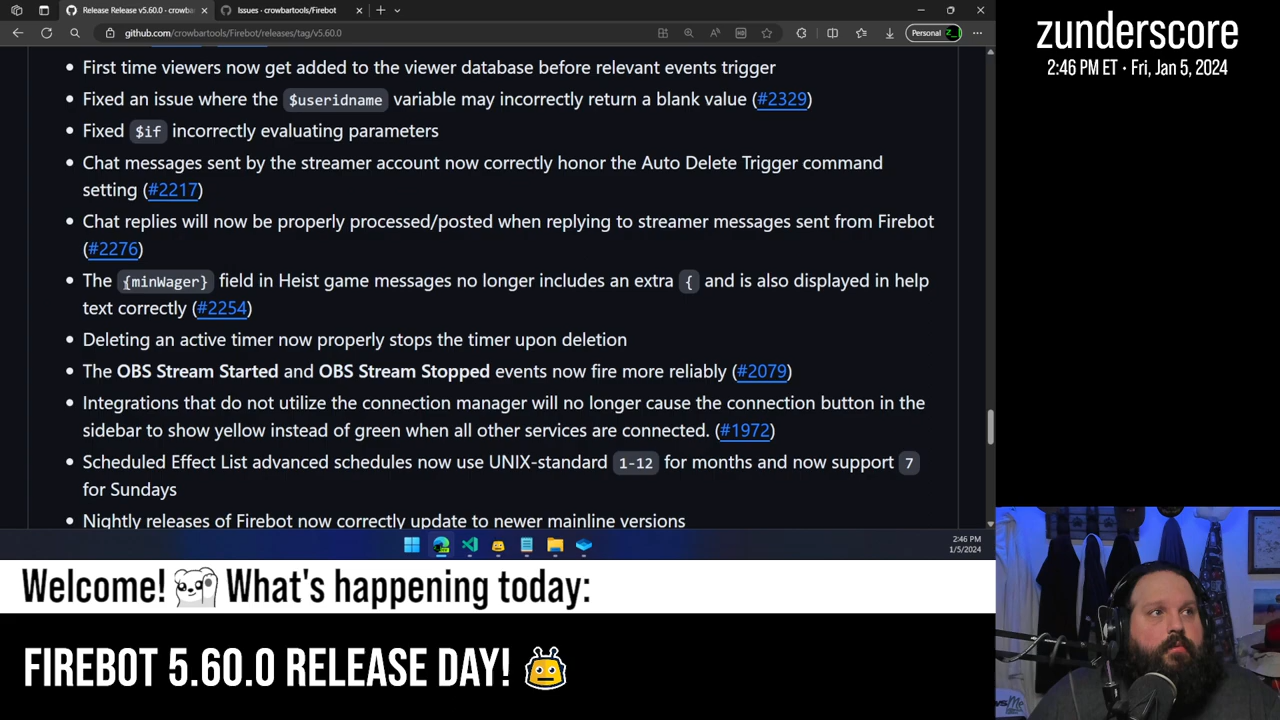 Release Release v5.60.0 · crowba
Issues · crowbartools/Firebot
github.com/crowbartools/Firebot/releases/tag/v5.60.0
Personal
zunderscore
2:46 PM ET · Fri, Jan 5, 2024
First time viewers now get added to the viewer database before relevant events trigger
Fixed an issue where the $useridname variable may incorrectly return a blank value (#2329)
Fixed $if incorrectly evaluating parameters
Chat messages sent by the streamer account now correctly honor the Auto Delete Trigger command
setting (#2217)
Chat replies will now be properly processed/posted when replying to streamer messages sent from Firebot
(#2276)
The {minWager} field in Heist game messages no longer includes an extra { and is also displayed in help
text correctly (#2254)
Deleting an active timer now properly stops the timer upon deletion
The OBS Stream Started and OBS Stream Stopped events now fire more reliably (#2079)
Integrations that do not utilize the connection manager will no longer cause the connection button in the
sidebar to show yellow instead of green when all other services are connected. (#1972)
Scheduled Effect List advanced schedules now use UNIX-standard 1-12 for months and now support 7
for Sundays
Nightly releases of Firebot now correctly update to newer mainline versions
2:46 PM
1/5/2024
Welcome! What's happening today:
FIREBOT 5.60.0 RELEASE DAY!